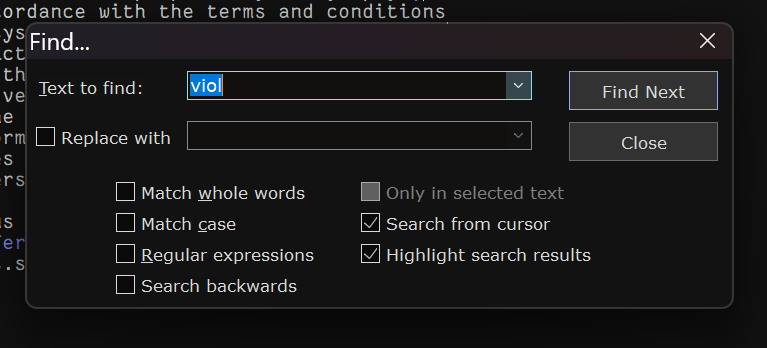 ordance with the terms and conditions
Find...
Text to find:
viol
Find Next
Replace with
Close
Match whole words
Only in selected text
Match case
Search from cursor
Regular expressions
Highlight search results
Search backwards